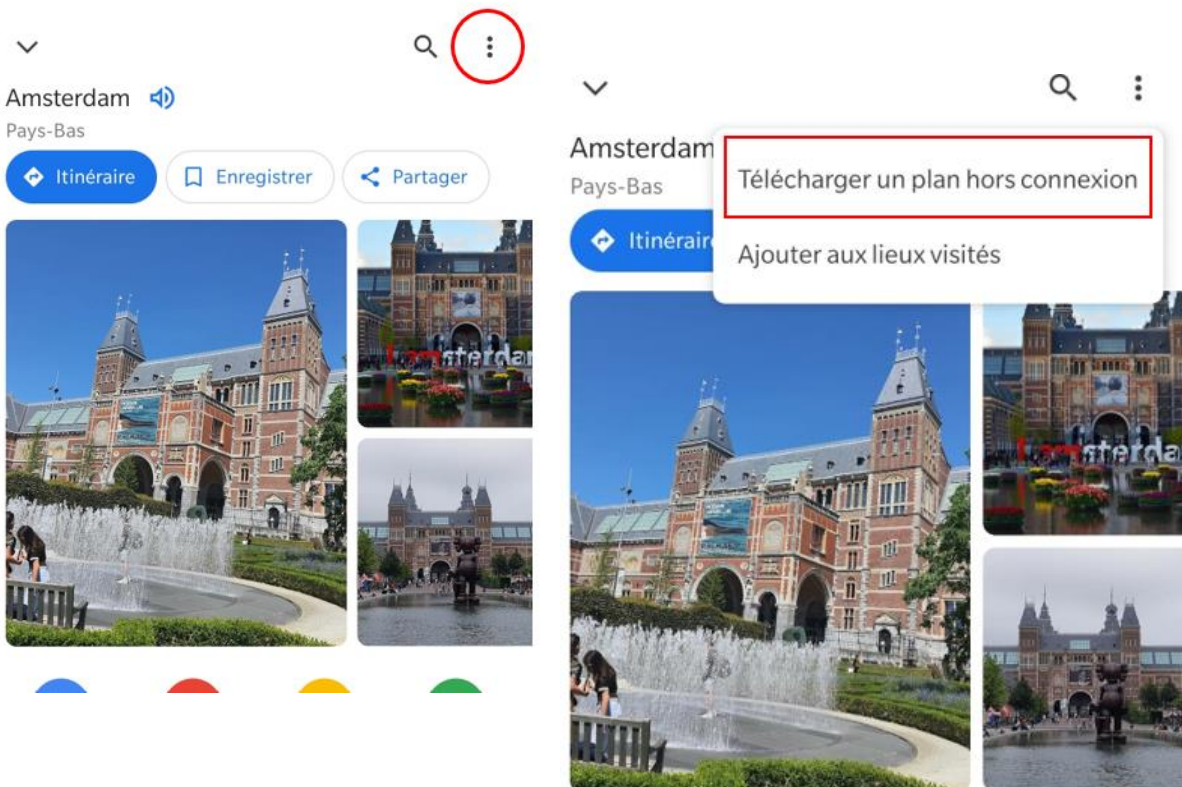 Amsterdam
Pays-Bas
Itinéraire
Enregistrer
Partager
Amsterdam
Pays-Bas
Itinéraire
Télécharger un plan hors connexion
Ajouter aux lieux visités